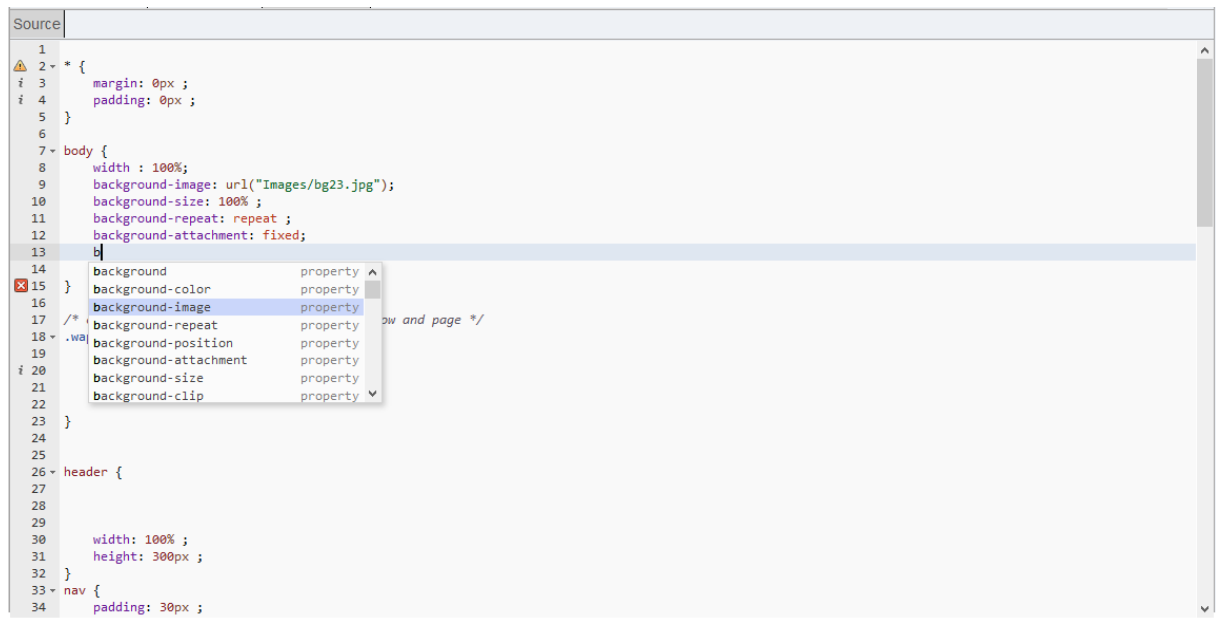 Source
1
2 * {
i 3 margin: 0px ;
i 4 padding: 0px ;
5 }
6
7 body {
8 width : 100%;
9 background-image: url("Images/bg23.jpg");
10 background-size: 100% ;
11 background-repeat: repeat ;
12 background-attachment: fixed;
13 b
14
background property
15 }
background-color property
16
background-image property
17 /* ow and page */
background-repeat property
18 .wa
background-position property
19
background-attachment property
i 20
background-size property
21
background-clip property
22
23 }
24
25
26 header {
27
28
29
30 width: 100% ;
31 height: 300px ;
32 }
33 nav {
34 padding: 30px ;